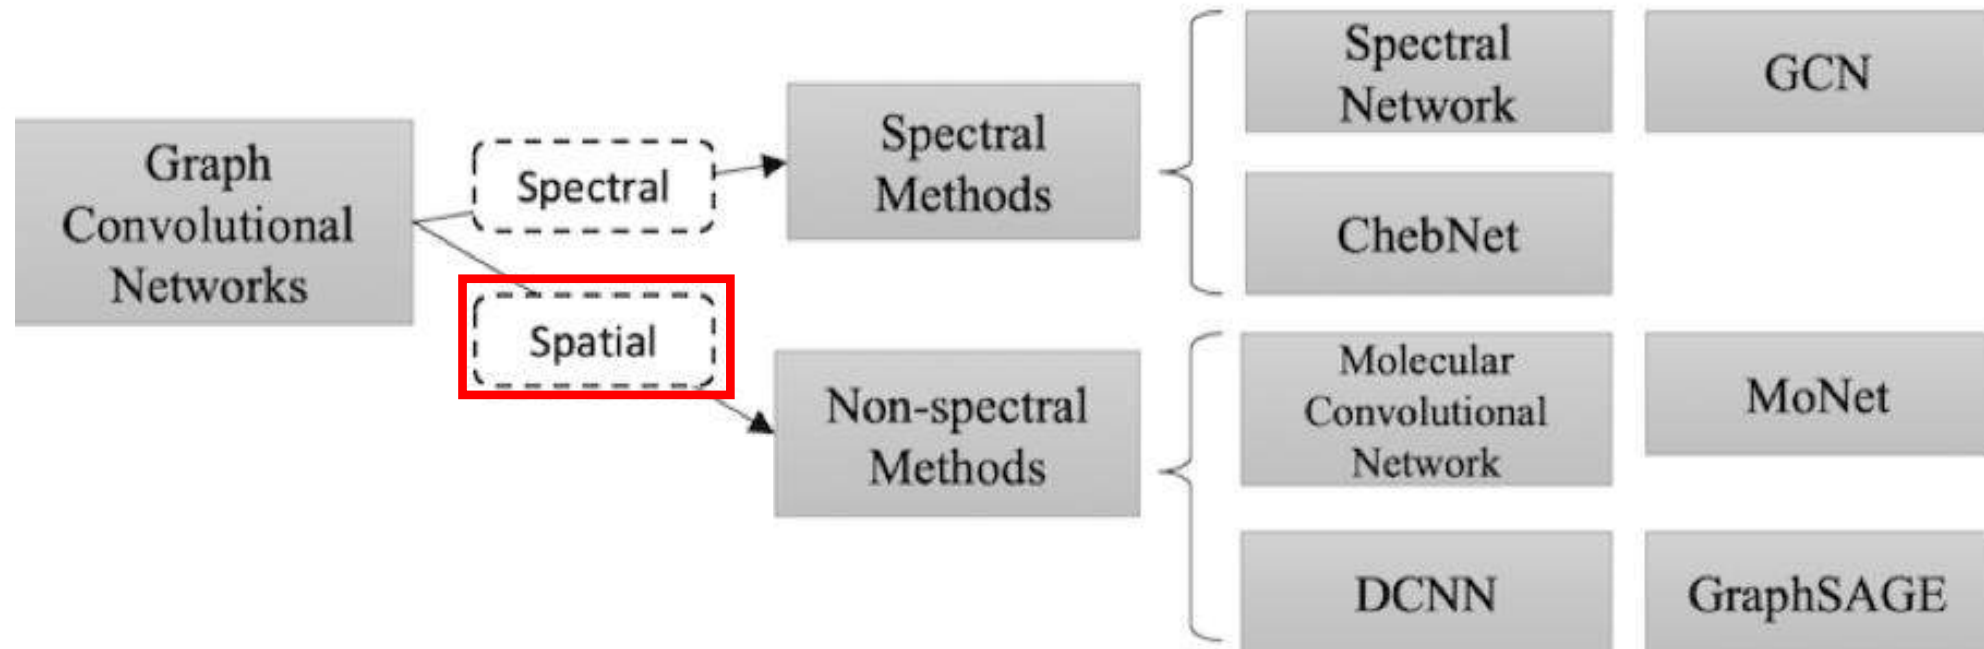 Graph
Convolutional
Networks
Spectral
Spatial
Spectral
Methods
Non-spectral
Methods
Spectral
Network
GCN
ChebNet
Molecular
Convolutional
Network
MoNet
DCNN
GraphSAGE